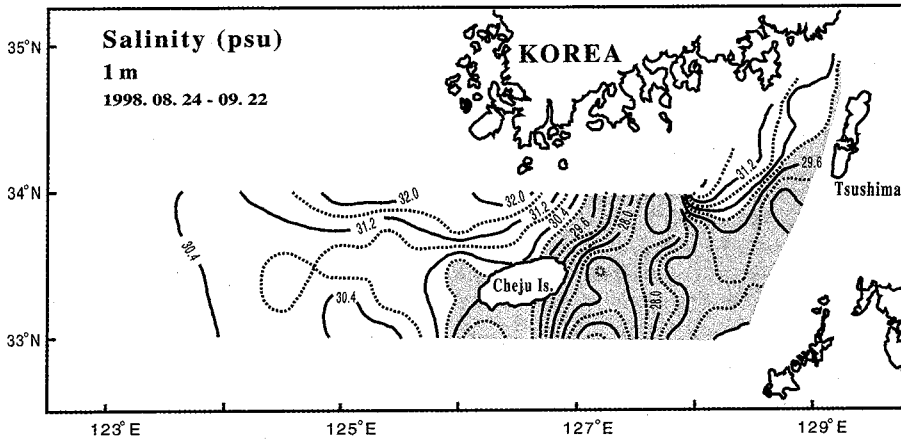 35°N
Salinity (psu)
1 m
1998. 08. 24 - 09. 22
KOREA
31.2
29.6
Tsushima
34°N
32.0
32.0
31.2
31.2
30.4
29.6
28.0
30.4
Cheju Is.
30.4
28.0
33°N
123°E
125°E
127°E
129°E